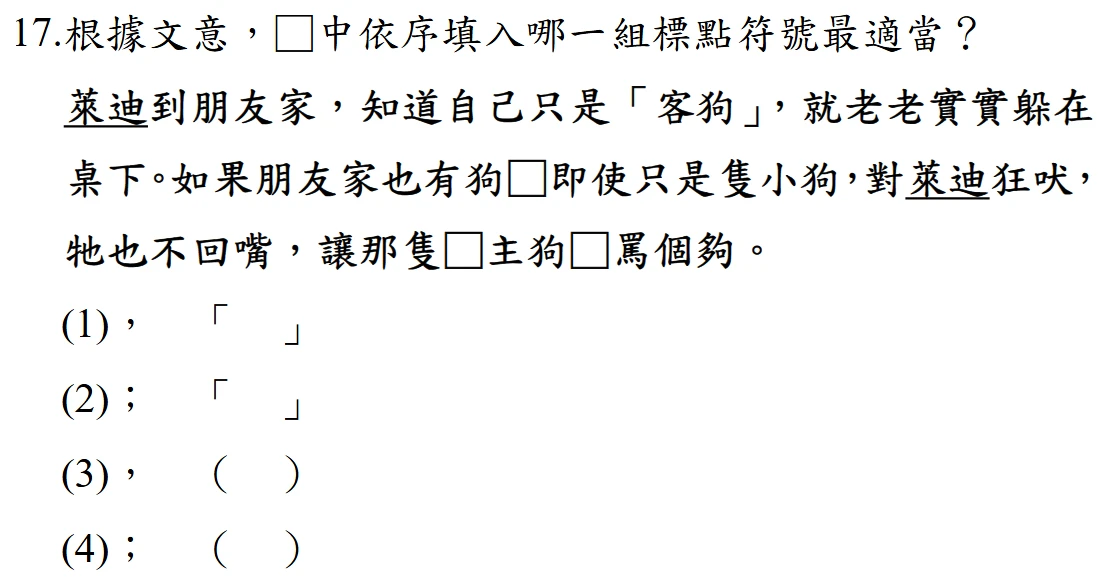 17.根據文意，□中依序填入哪一組標點符號最適當？
萊迪到朋友家，知道自己只是「客狗」，就老老實實躲在
桌下。如果朋友家也有狗□即使只是隻小狗，對萊迪狂吠，
牠也不回嘴，讓那隻□主狗□罵個夠。
(1)，　「　」
(2)；　「　」
(3)，　（　）
(4)；　（　）